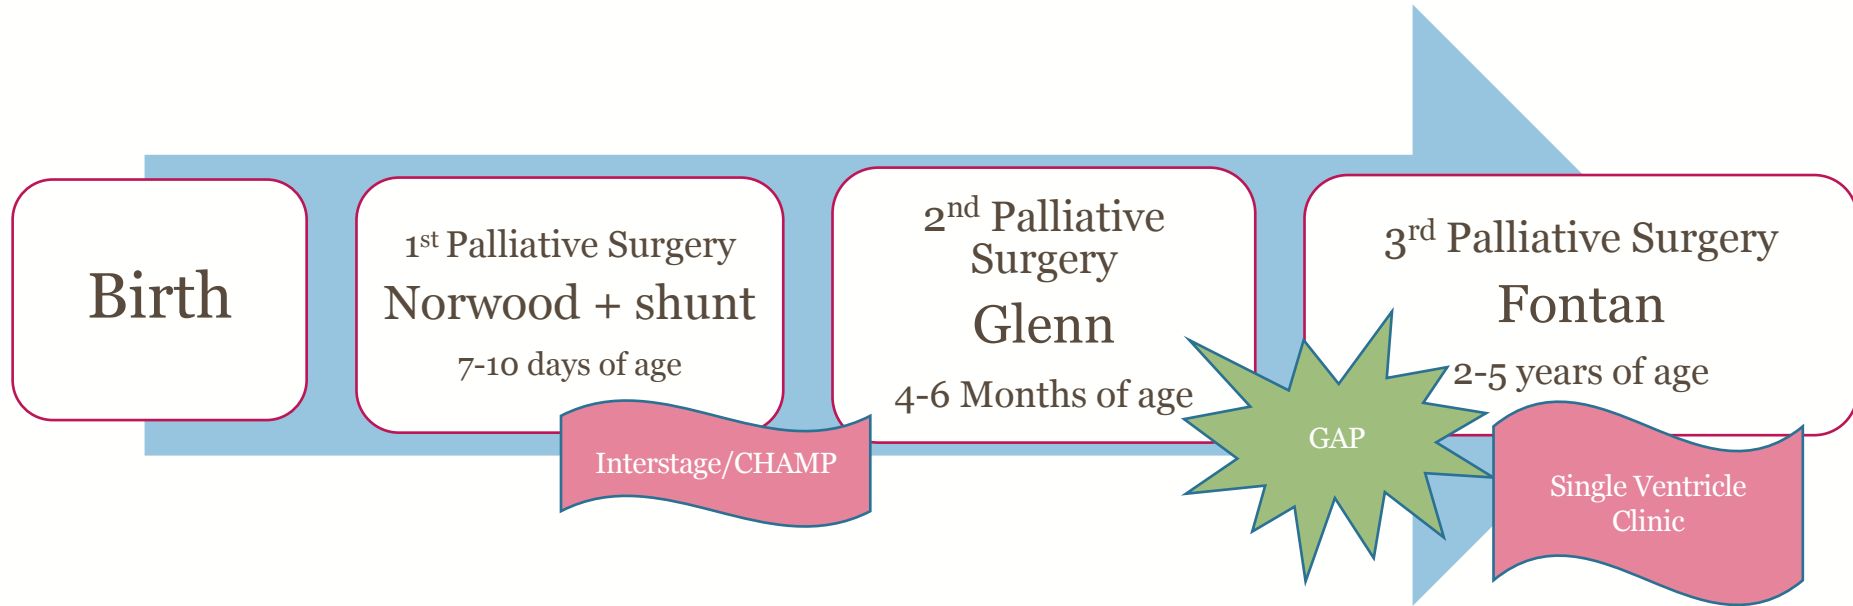 Birth
1st Palliative Surgery
Norwood + shunt
7-10 days of age
Interstage/CHAMP
2nd Palliative
Surgery
Glenn
4-6 Months of age
GAP
3rd Palliative Surgery
Fontan
2-5 years of age
Single Ventricle
Clinic